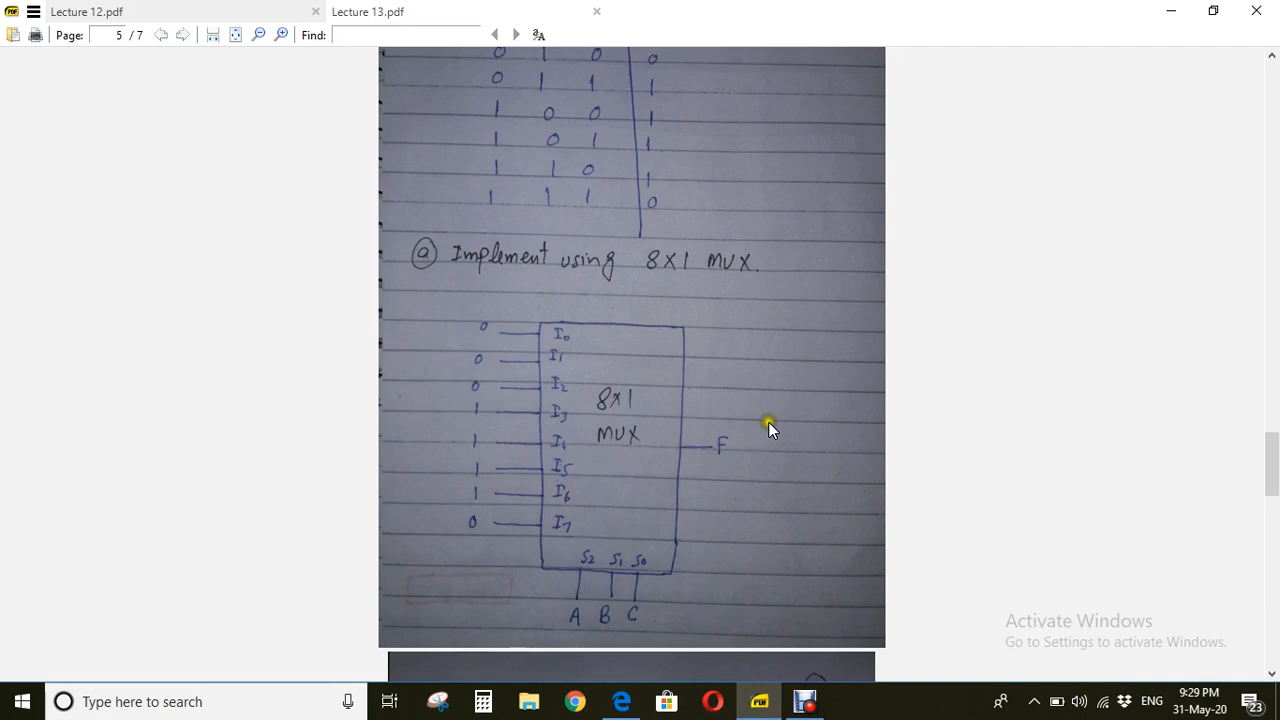 Lecture 12.pdf
Lecture 13.pdf
Page: 5 / 7 Find:
0 1 0 0
0 1 1 1
1 0 0 1
1 0 1 1
1 1 0 1
1 1 1 0
a Implement using 8X1 MUX.
0 I0
0 I1
0 I2
8X1
1 I3
MUX
1 I4
F
1 I5
1 I6
0 I7
S2 S1 S0
A B C
Activate Windows
Go to Settings to activate Windows.
Type here to search
PDF
ENG
9:29 PM
31-May-20
23